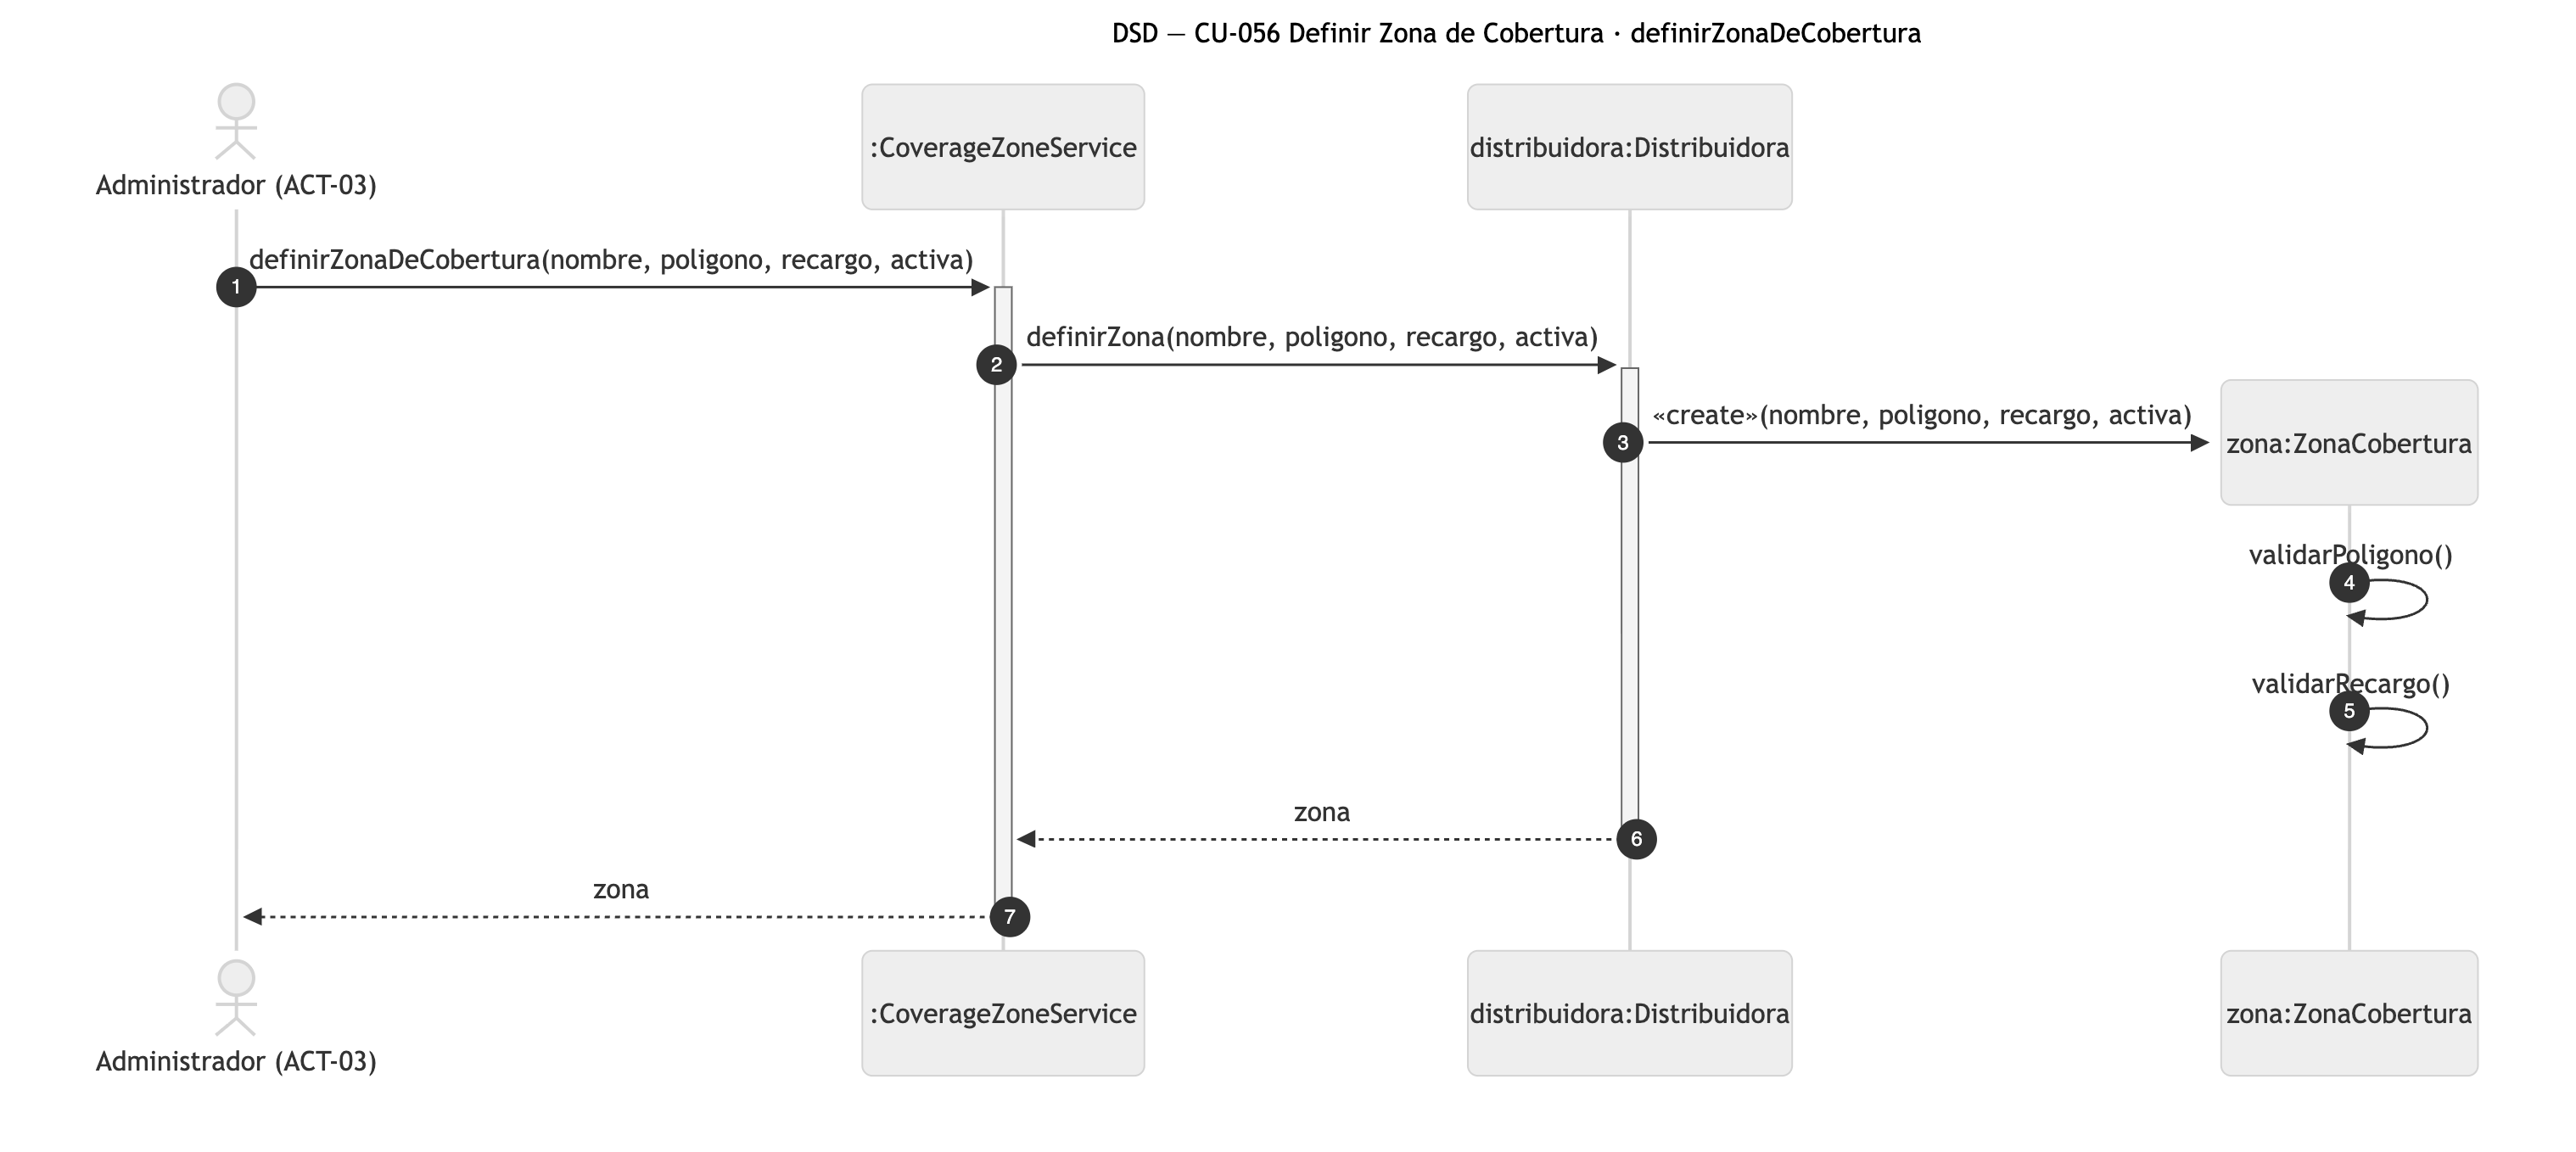 DSD — CU-056 Definir Zona de Cobertura · definirZonaDeCobertura
Administrador (ACT-03)
:CoverageZoneService
distribuidora:Distribuidora
definirZonaDeCobertura(nombre, poligono, recargo, activa)
1
definirZona(nombre, poligono, recargo, activa)
2
«create»(nombre, poligono, recargo, activa)
3
zona:ZonaCobertura
validarPoligono()
4
validarRecargo()
5
zona
6
zona
7
Administrador (ACT-03)
:CoverageZoneService
distribuidora:Distribuidora
zona:ZonaCobertura